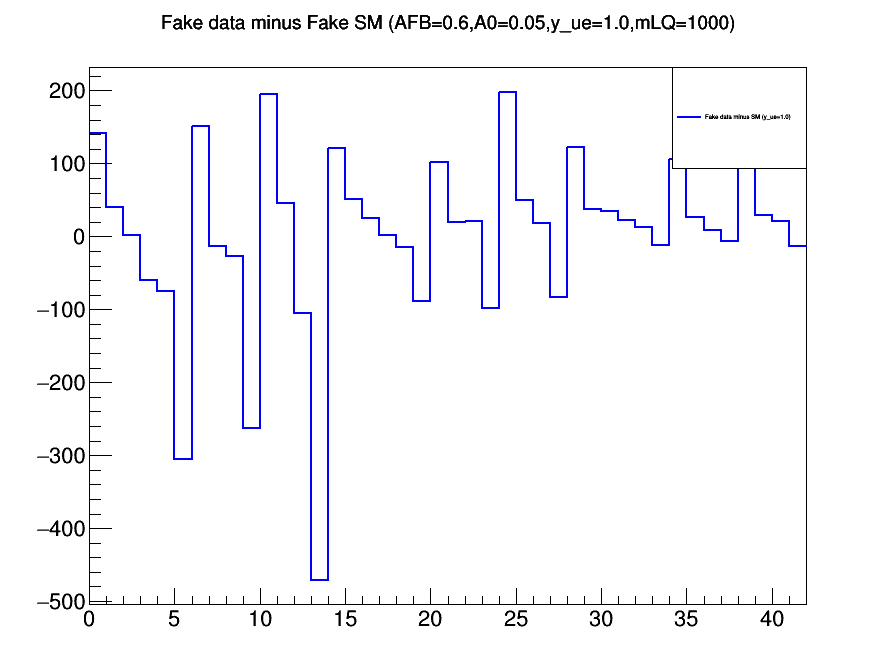 Fake data minus Fake SM (AFB=0.6,A0=0.05,y_ue=1.0,mLQ=1000)
200
Fake data minus SM (y_ue=1.0)
100
0
−100
−200
−300
−400
−500
0 5 10 15 20 25 30 35 40